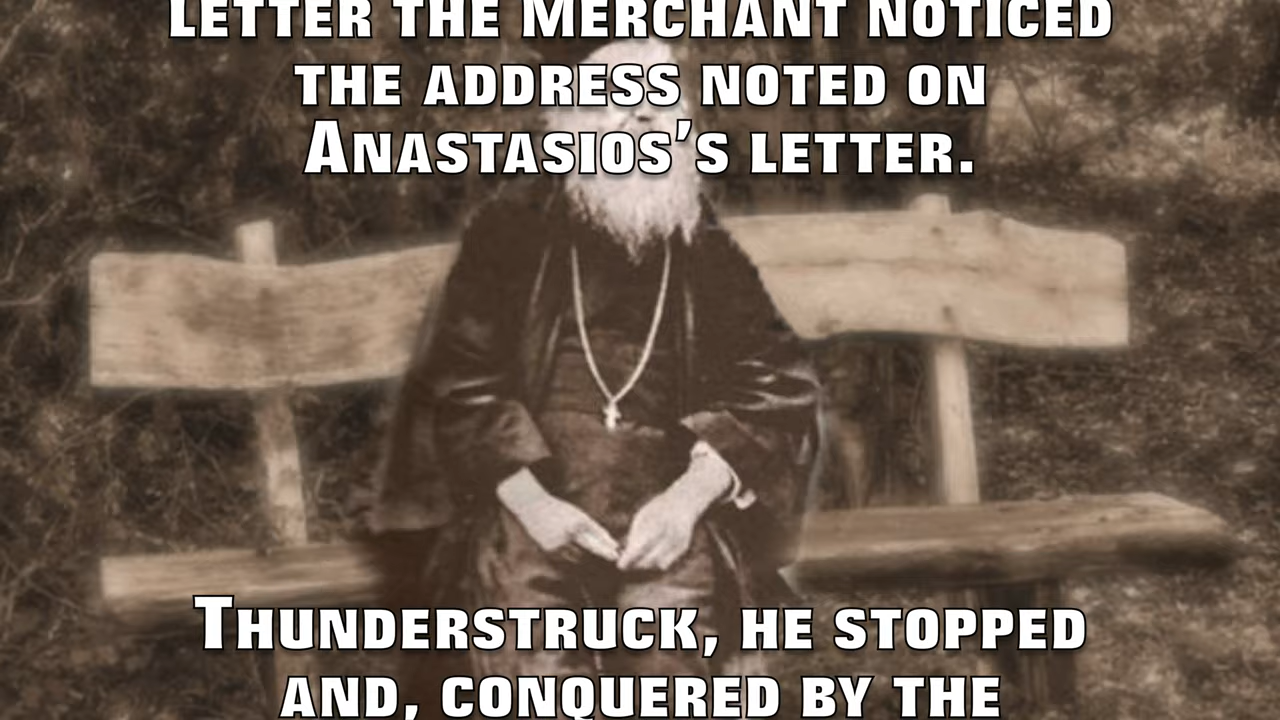 LETTER THE MERCHANT NOTICED
THE ADDRESS NOTED ON
ANASTASIOS’S LETTER.
THUNDERSTRUCK, HE STOPPED
AND, CONQUERED BY THE